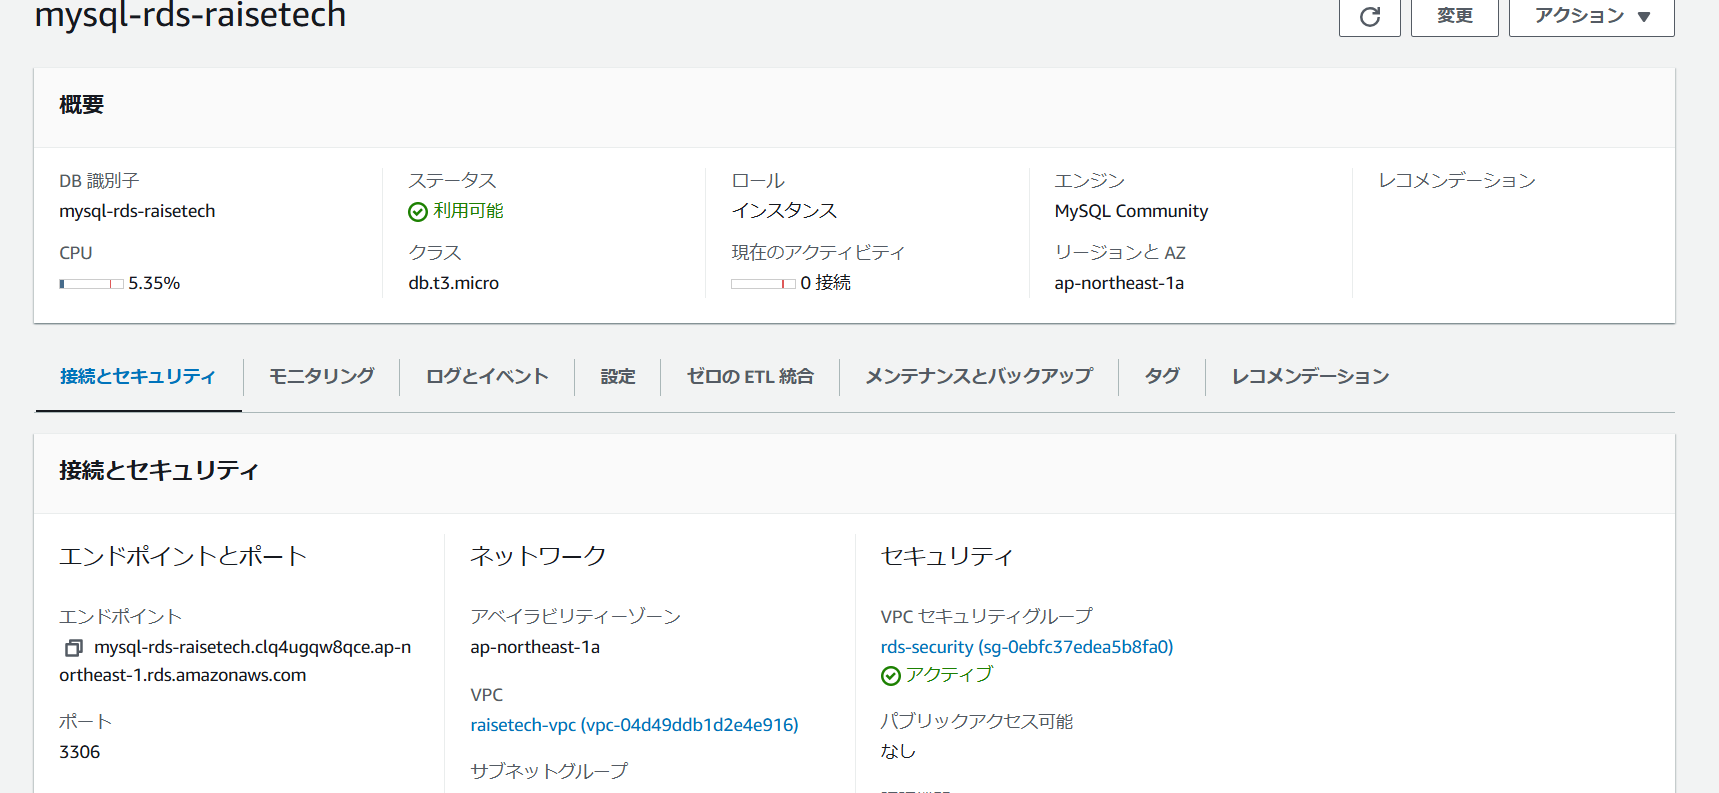 mysql-rds-raisetech
変更
アクション
概要
DB 識別子
mysql-rds-raisetech
CPU
5.35%
ステータス
利用可能
クラス
db.t3.micro
ロール
インスタンス
現在のアクティビティ
0 接続
エンジン
MySQL Community
リージョンと AZ
ap-northeast-1a
レコメンデーション
接続とセキュリティ
モニタリング
ログとイベント
設定
ゼロの ETL 統合
メンテナンスとバックアップ
タグ
レコメンデーション
接続とセキュリティ
エンドポイントとポート
エンドポイント
mysql-rds-raisetech.clq4ugqw8qce.ap-n
ortheast-1.rds.amazonaws.com
ポート
3306
ネットワーク
アベイラビリティーゾーン
ap-northeast-1a
VPC
raisetech-vpc (vpc-04d49ddb1d2e4e916)
サブネットグループ
セキュリティ
VPC セキュリティグループ
rds-security (sg-0ebfc37edea5b8fa0)
アクティブ
パブリックアクセス可能
なし